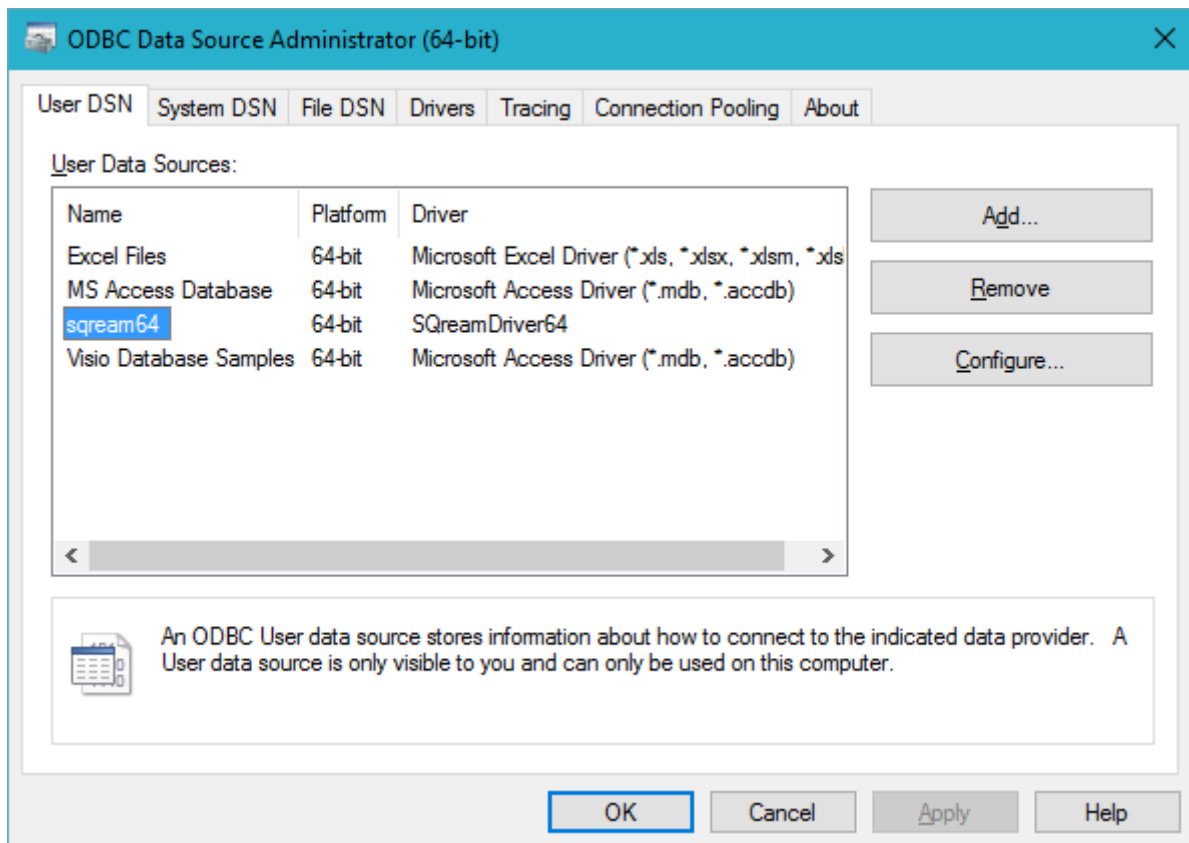 ODBC Data Source Administrator (64-bit)
User DSN System DSN File DSN Drivers Tracing Connection Pooling About
User Data Sources:
Name Platform Driver
Excel Files 64-bit Microsoft Excel Driver (*.xls, *.xlsx, *.xlsm, *.xls
MS Access Database 64-bit Microsoft Access Driver (*.mdb, *.accdb)
sqream64 64-bit SQreamDriver64
Visio Database Samples 64-bit Microsoft Access Driver (*.mdb, *.accdb)
Add...
Remove
Configure...
An ODBC User data source stores information about how to connect to the indicated data provider. A
User data source is only visible to you and can only be used on this computer.
OK Cancel Apply Help